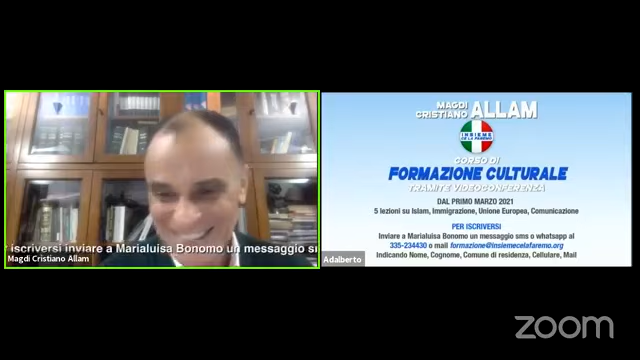 r iscriversi inviare a Marialuisa Bonomo un messaggio s
Magdi Cristiano Allam
MAGDI
CRISTIANO ALLAM
INSIEME
CE LA FAREMO
CORSO DI
FORMAZIONE CULTURALE
TRAMITE VIDEOCONFERENZA
DAL PRIMO MARZO 2021
5 lezioni su Islam, Immigrazione, Unione Europea, Comunicazione
PER ISCRIVERSI
Inviare a Marialuisa Bonomo un messaggio sms o whatsapp al
335-234430 o mail formazione@insiemecelafaremo.org
Indicando Nome, Cognome, Comune di residenza, Cellulare, Mail
Adalberto
zoom